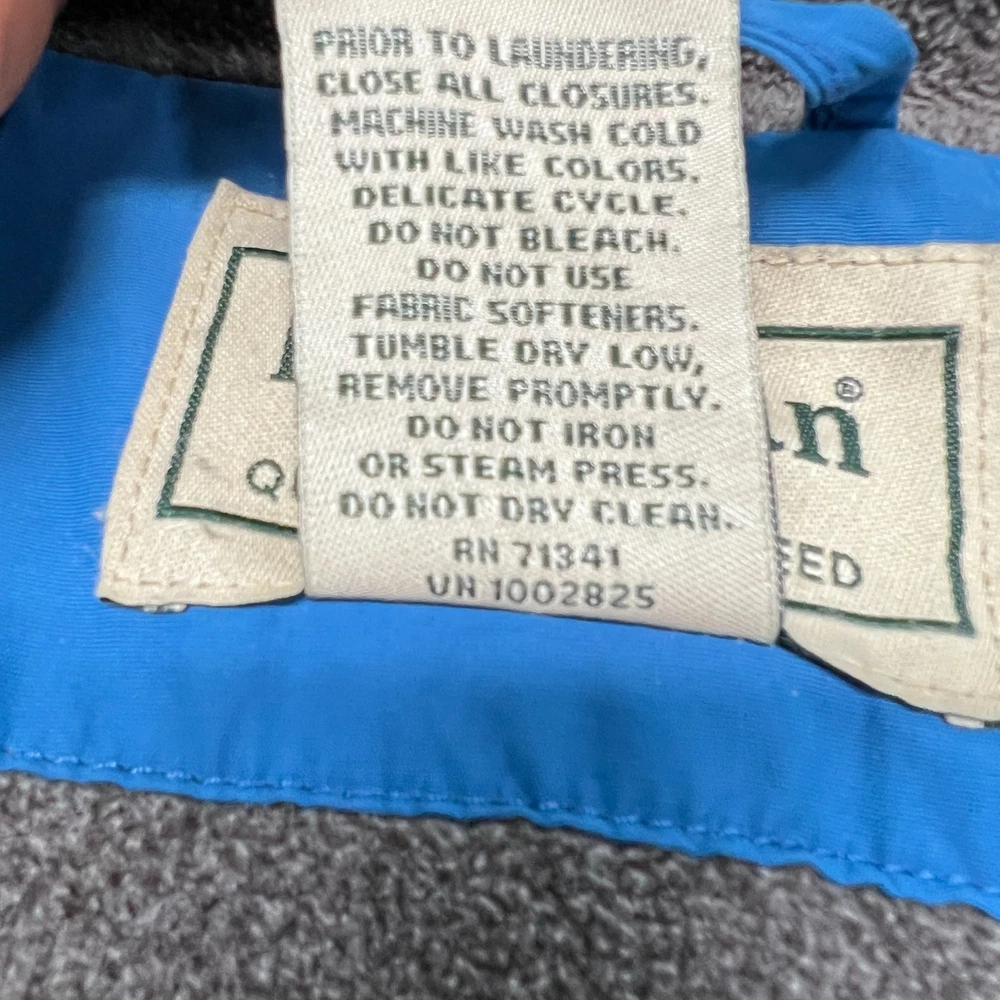 PRIOR TO LAUNDERING,
CLOSE ALL CLOSURES.
MACHINE WASH COLD
WITH LIKE COLORS.
DELICATE CYCLE.
DO NOT BLEACH.
DO NOT USE
FABRIC SOFTENERS.
TUMBLE DRY LOW,
REMOVE PROMPTLY.
DO NOT IRON
OR STEAM PRESS.
DO NOT DRY CLEAN.
RN 71341
VN 1002825